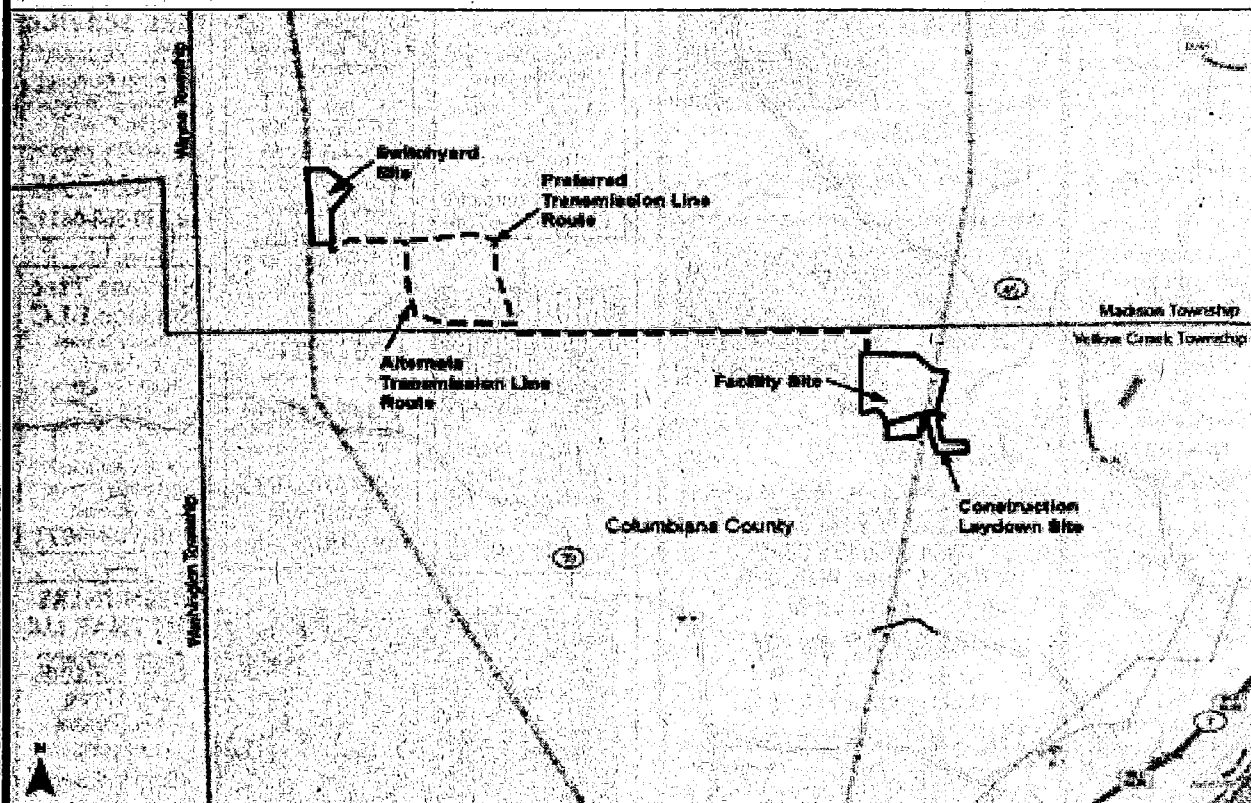 Wayne Township
Switchyard
Site
Preferred
Transmission Line
Route
Madison Township
Yellow Creek Township
Alternate
Transmission Line
Route
Facility Site
Construction
Laydown Site
Columbiana County
Washington Township
7
N